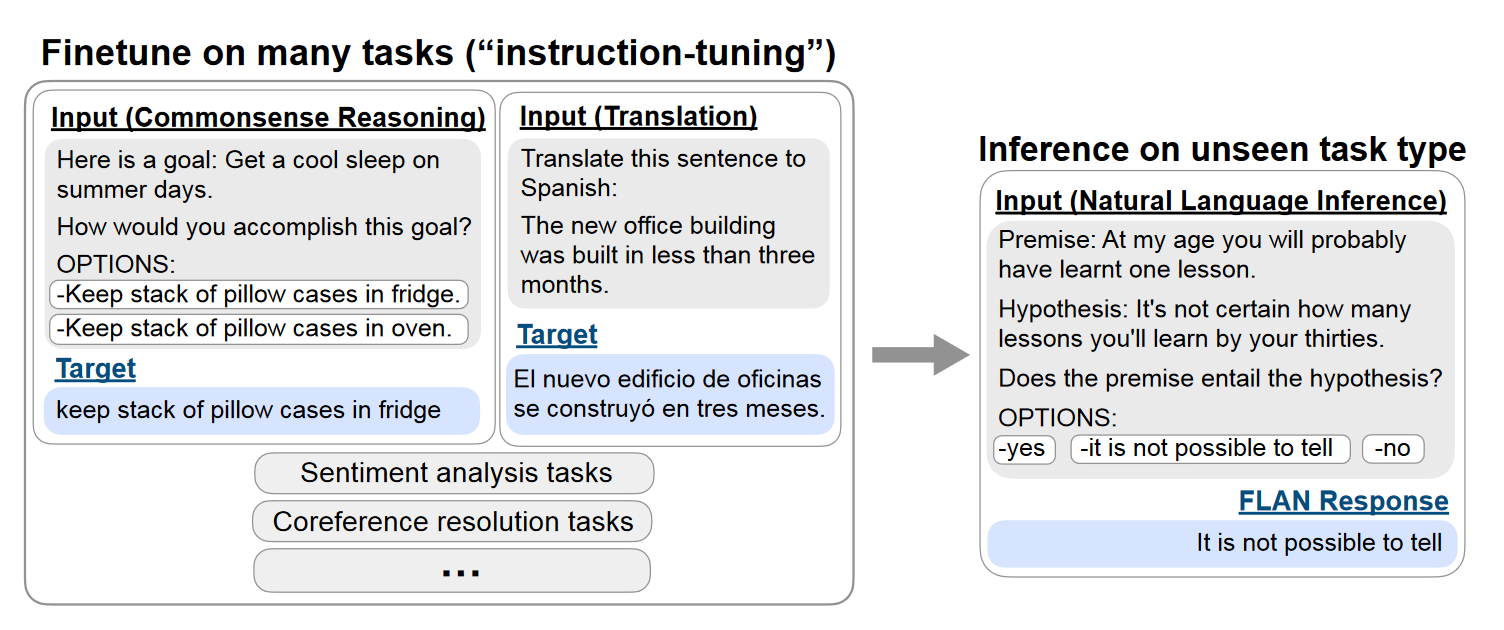 Finetune on many tasks (“instruction-tuning”)
Input (Commonsense Reasoning)
Here is a goal: Get a cool sleep on
summer days.
How would you accomplish this goal?
OPTIONS:
-Keep stack of pillow cases in fridge.
-Keep stack of pillow cases in oven.
Target
keep stack of pillow cases in fridge
Input (Translation)
Translate this sentence to
Spanish:
The new office building
was built in less than three
months.
Target
El nuevo edificio de oficinas
se construyó en tres meses.
Sentiment analysis tasks
Coreference resolution tasks
...
Inference on unseen task type
Input (Natural Language Inference)
Premise: At my age you will probably
have learnt one lesson.
Hypothesis: It's not certain how many
lessons you'll learn by your thirties.
Does the premise entail the hypothesis?
OPTIONS:
-yes -it is not possible to tell -no
FLAN Response
It is not possible to tell